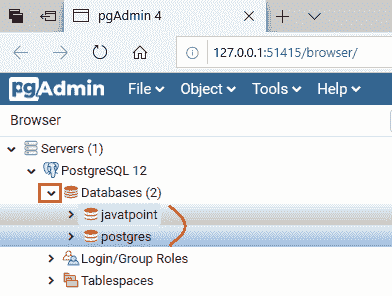 pgAdmin 4
127.0.0.1:51415/browser/
pgAdmin File Object Tools Help
Browser
Servers (1)
PostgreSQL 12
Databases (2)
javatpoint
postgres
Login/Group Roles
Tablespaces